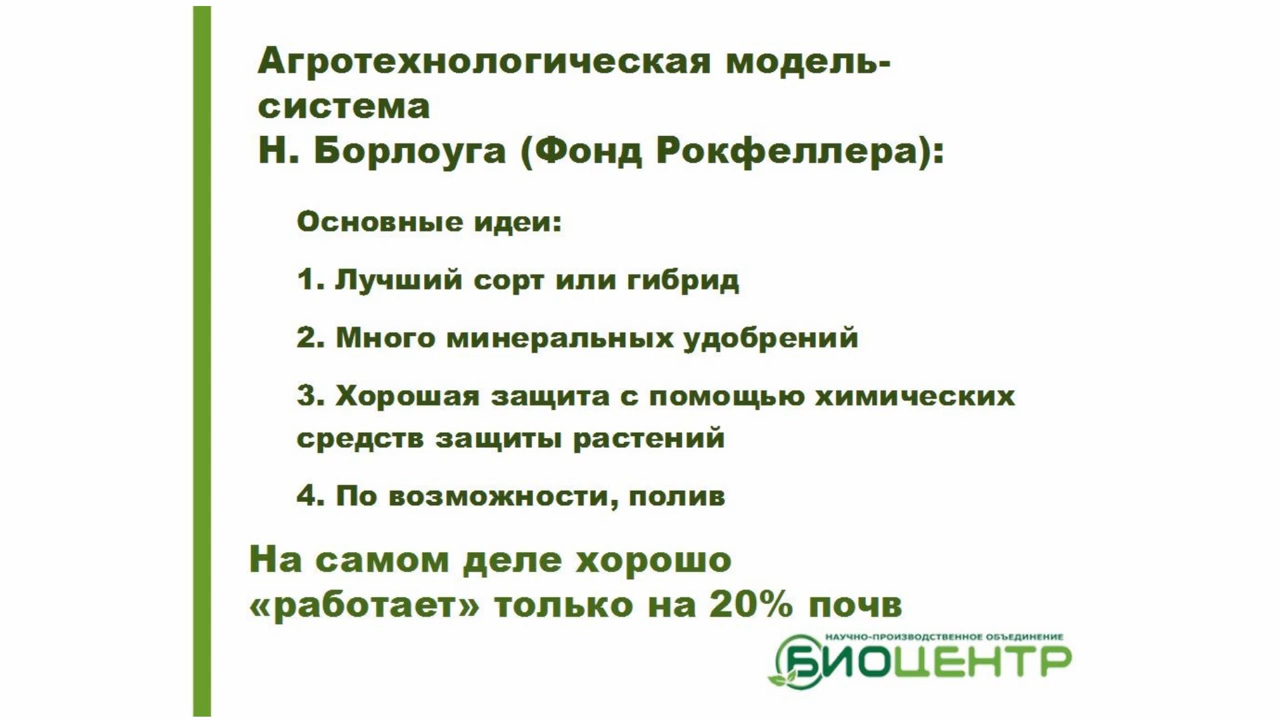 Агротехнологическая модель-
система
Н. Борлоуга (Фонд Рокфеллера):
Основные идеи:
1. Лучший сорт или гибрид
2. Много минеральных удобрений
3. Хорошая защита с помощью химических
средств защиты растений
4. По возможности, полив
На самом деле хорошо
«работает» только на 20% почв
НАУЧНО-ПРОИЗВОДСТВЕННОЕ ОБЪЕДИНЕНИЕ
БИОЦЕНТР